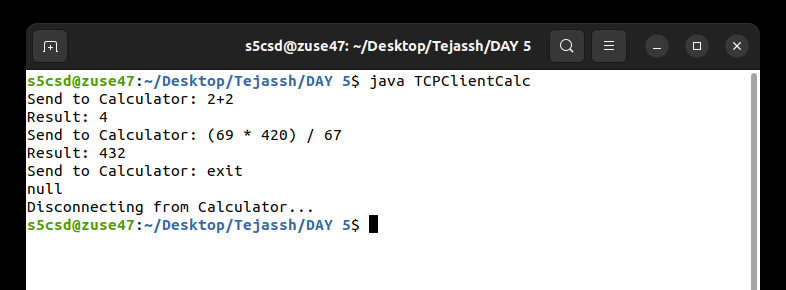 s5csd@zuse47: ~/Desktop/Tejassh/DAY 5
s5csd@zuse47:~/Desktop/Tejassh/DAY 5$ java TCPClientCalc
Send to Calculator: 2+2
Result: 4
Send to Calculator: (69 * 420) / 67
Result: 432
Send to Calculator: exit
null
Disconnecting from Calculator...
s5csd@zuse47:~/Desktop/Tejassh/DAY 5$